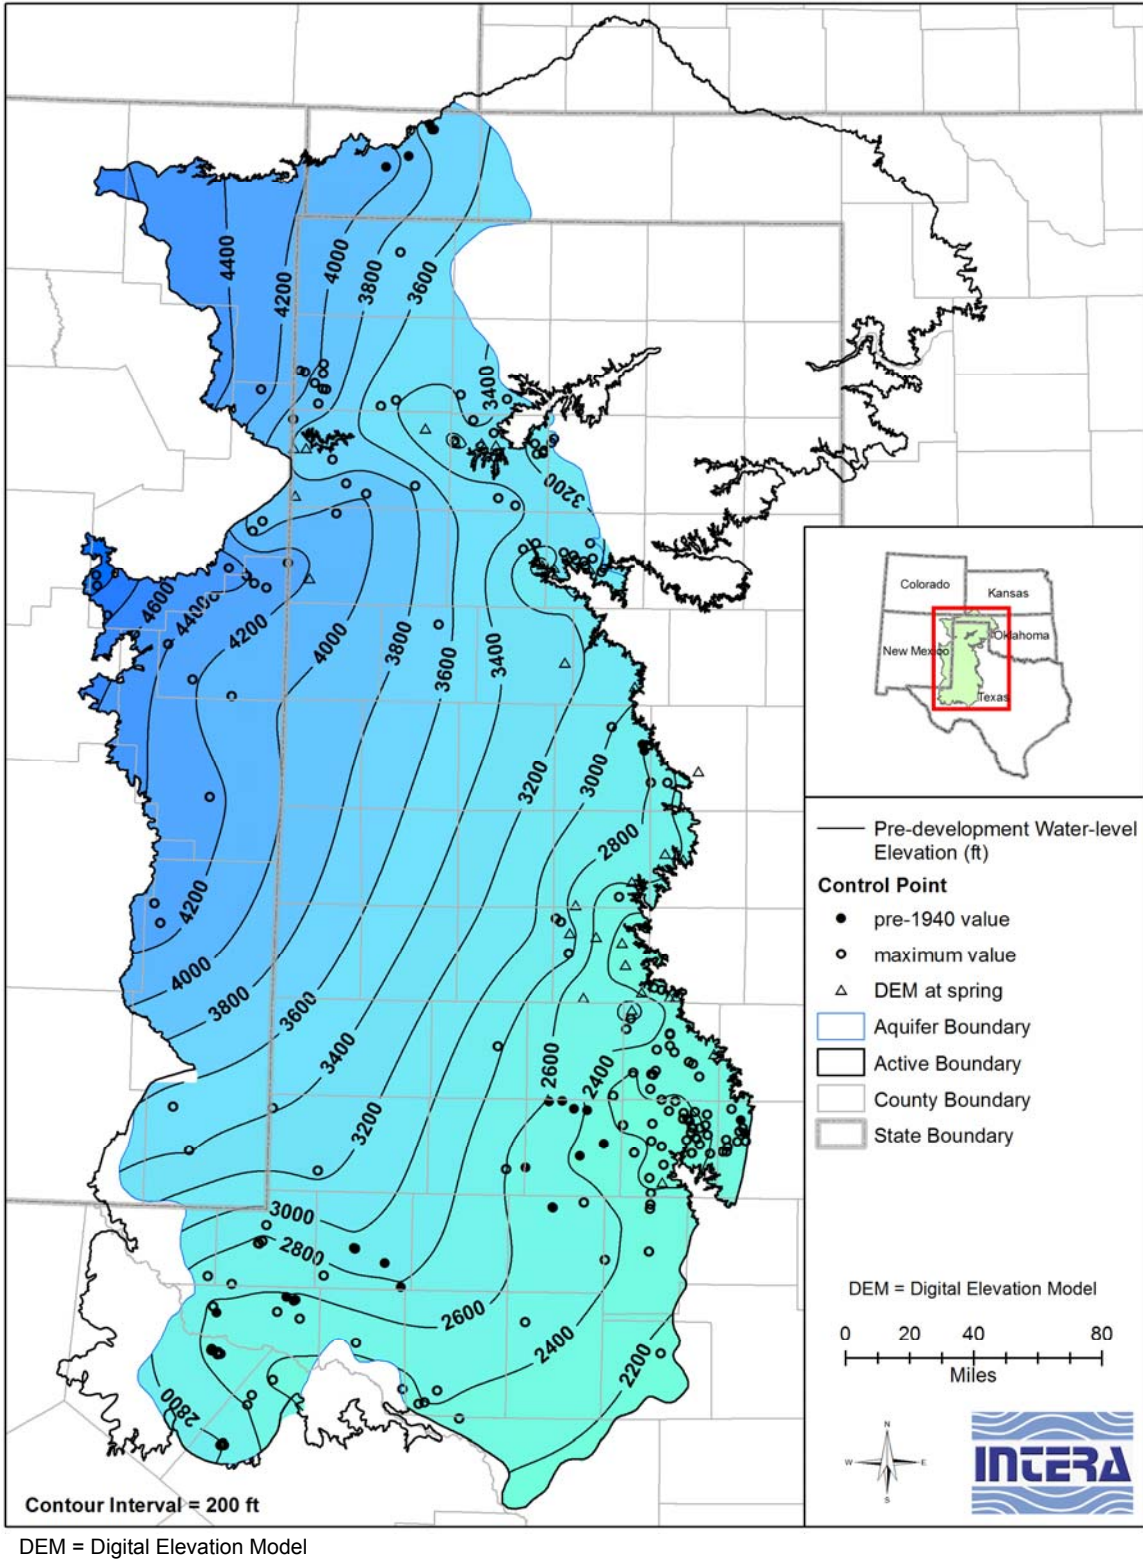 4400
4200
4000
3800
3600
3400
3200
4600
4400
4200
4000
3800
3600
3400
3200
3000
2800
4200
4000
3800
3600
3400
3200
2600
2400
3000
2800
2600
2400
2200
2800
Contour Interval = 200 ft
Colorado
Kansas
New Mexico
Oklahoma
Texas
Pre-development Water-level
Elevation (ft)
Control Point
pre-1940 value
maximum value
DEM at spring
Aquifer Boundary
Active Boundary
County Boundary
State Boundary
DEM = Digital Elevation Model
0 20 40 80
Miles
N
W E
S
INTERA
DEM = Digital Elevation Model